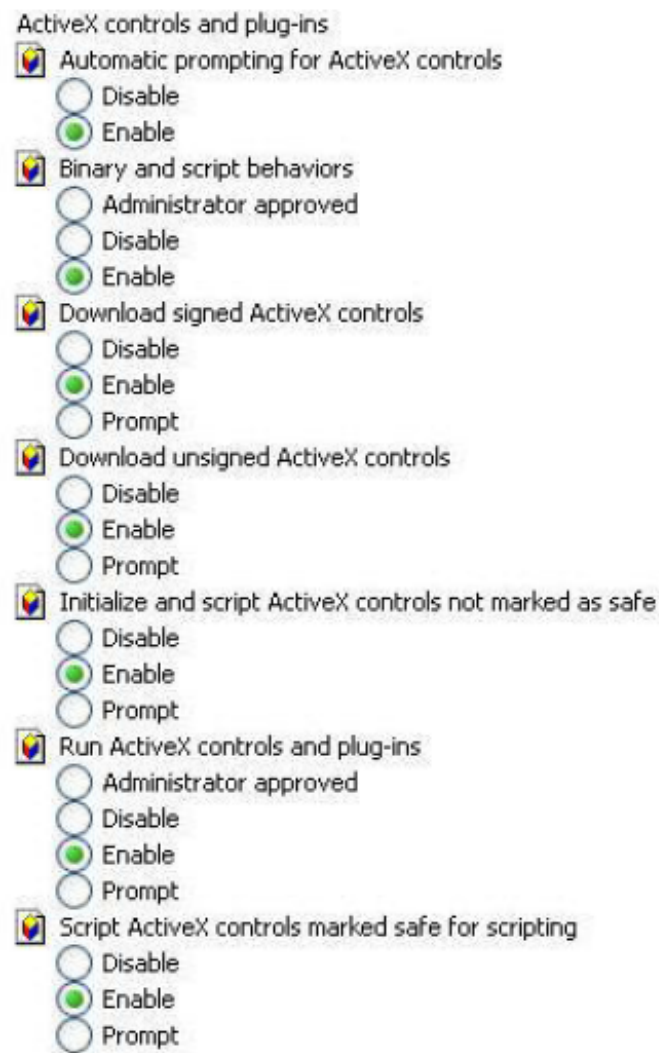 ActiveX controls and plug-ins
Automatic prompting for ActiveX controls
Disable
Enable
Binary and script behaviors
Administrator approved
Disable
Enable
Download signed ActiveX controls
Disable
Enable
Prompt
Download unsigned ActiveX controls
Disable
Enable
Prompt
Initialize and script ActiveX controls not marked as safe
Disable
Enable
Prompt
Run ActiveX controls and plug-ins
Administrator approved
Disable
Enable
Prompt
Script ActiveX controls marked safe for scripting
Disable
Enable
Prompt